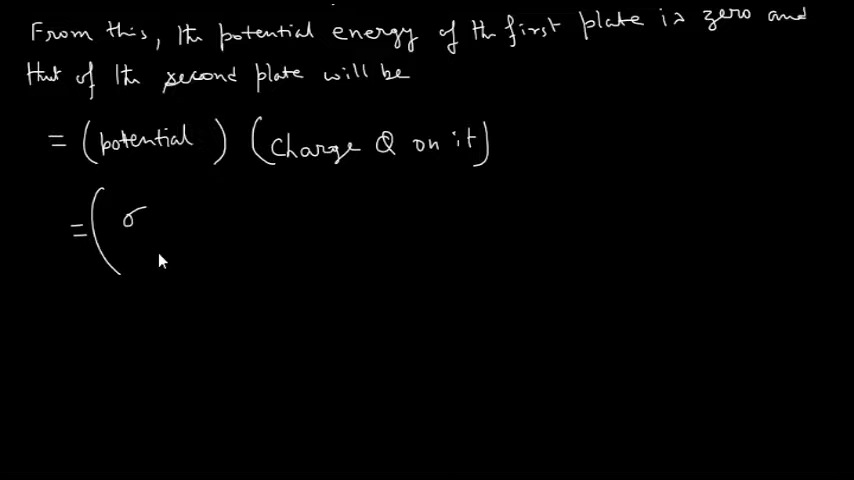 From this, the potential energy of the first plate is zero and
that of the second plate will be
= (potential ) (charge Q on it)
= ( σ